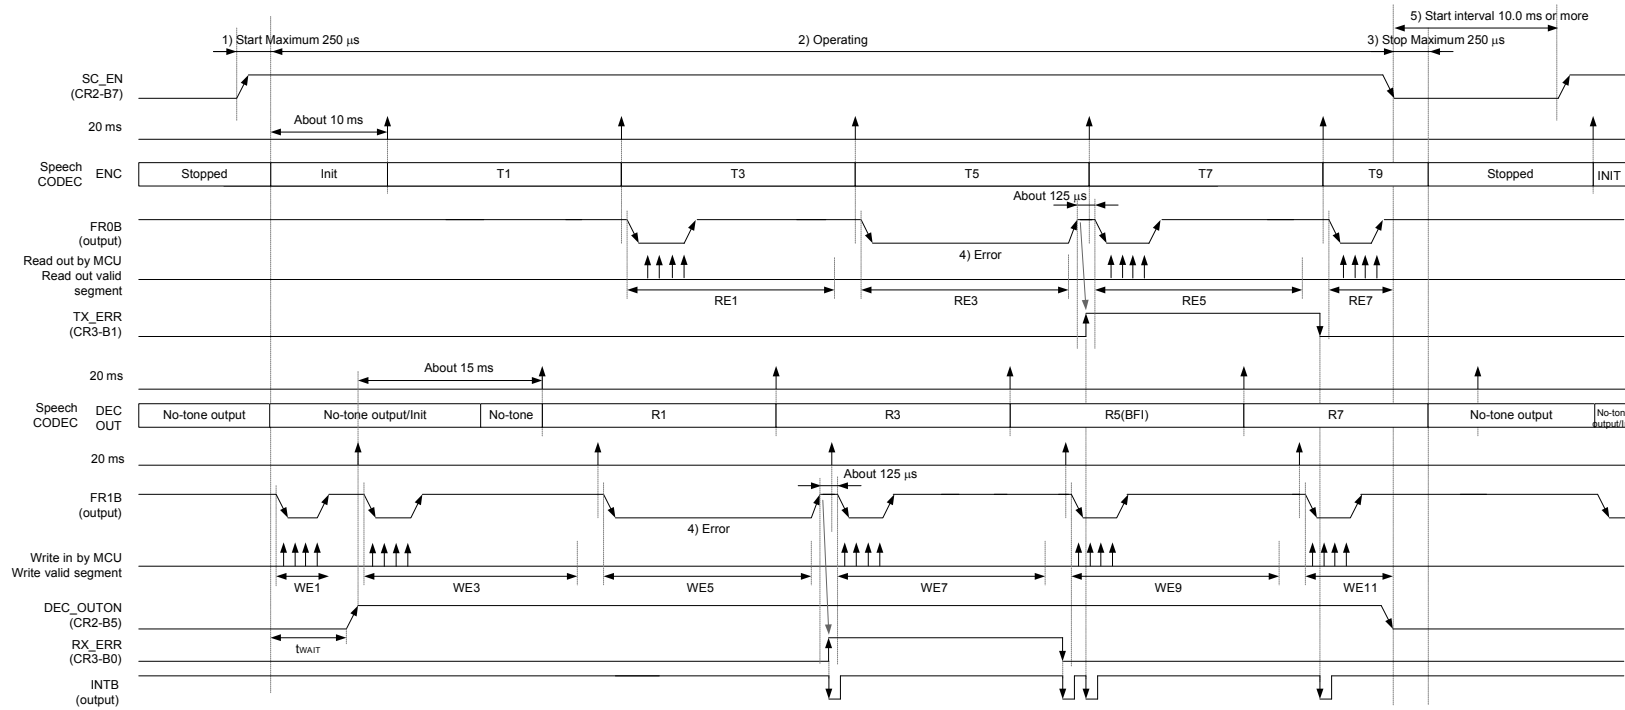 5) Start interval 10.0 ms or more
1) Start Maximum 250 μs
2) Operating
3) Stop Maximum 250 μs
SC_EN
(CR2-B7)
About 10 ms
20 ms
Speech
CODEC
ENC
Stopped
Init
T1
T3
T5
T7
T9
Stopped
INIT
About 125 μs
FR0B
(output)
4) Error
Read out by MCU
Read out valid
segment
RE1
RE3
RE5
RE7
TX_ERR
(CR3-B1)
About 15 ms
20 ms
Speech
CODEC
DEC
OUT
No-tone output
No-tone output/Init
No-tone
R1
R3
R5(BFI)
R7
No-tone output
No-ton
output/I
20 ms
About 125 μs
FR1B
(output)
4) Error
Write in by MCU
Write valid segment
WE1
WE3
WE5
WE7
WE9
WE11
DEC_OUTON
(CR2-B5)
tWAIT
RX_ERR
(CR3-B0)
INTB
(output)